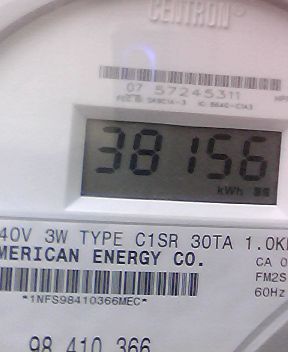 CENTRON®
07 57245311
38156
kWh
40V 3W TYPE C1SR 30TA 1.0K
MERICAN ENERGY CO.
CA 0
FM2S
60Hz
*1NFS98410366MEC*
98 410 366